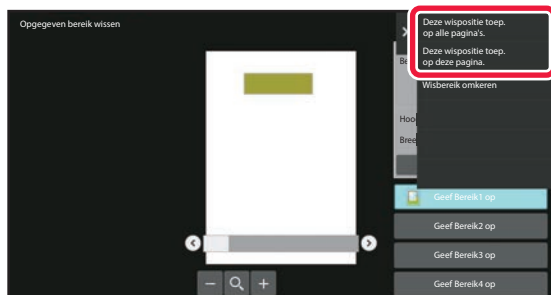 Opgegeven bereik wissen
Deze wispositie toep.
op alle pagina's.
Deze wispositie toep.
op deze pagina.
Be
Wisbereik omkeren
Hoo
Bree
Geef Bereik1 op
Geef Bereik2 op
Geef Bereik3 op
Geef Bereik4 op